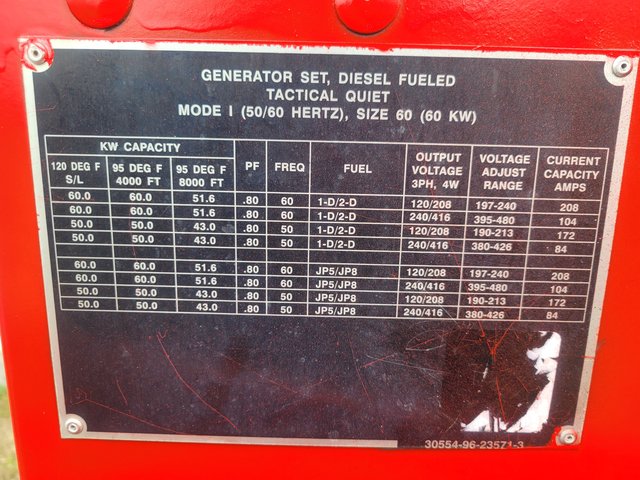 GENERATOR SET, DIESEL FUELED
TACTICAL QUIET
MODE I (50/60 HERTZ), SIZE 60 (60 KW)
KW CAPACITY
120 DEG F S/L 95 DEG F 4000 FT 95 DEG F 8000 FT PF FREQ FUEL OUTPUT VOLTAGE 3PH, 4W VOLTAGE ADJUST RANGE CURRENT CAPACITY AMPS
60.0 60.0 51.6 .80 60 1-D/2-D 120/208 197-240 208
60.0 60.0 51.6 .80 60 1-D/2-D 240/416 395-480 104
50.0 50.0 43.0 .80 50 1-D/2-D 120/208 190-213 172
50.0 50.0 43.0 .80 50 1-D/2-D 240/416 380-426 84
60.0 60.0 51.6 .80 60 JP5/JP8 120/208 197-240 208
60.0 60.0 51.6 .80 60 JP5/JP8 240/416 395-480 104
50.0 50.0 43.0 .80 50 JP5/JP8 120/208 190-213 172
50.0 50.0 43.0 .80 50 JP5/JP8 240/416 380-426 84
30554-96-23571-3